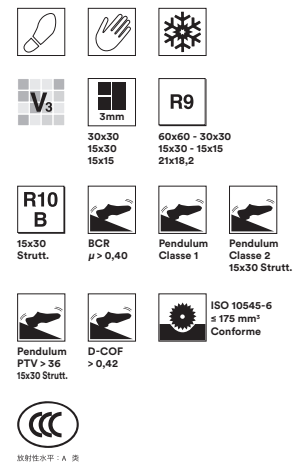 V3
3mm
30x30
15x30
15x15
R9
60x60 - 30x30
15x30 - 15x15
21x18,2
R10
B
15x30
Strutt.
BCR
µ > 0,40
Pendulum
Classe 1
Pendulum
Classe 2
15x30 Strutt.
Pendulum
PTV > 36
15x30 Strutt.
D-COF
> 0,42
ISO 10545-6
≤ 175 mm³
Conforme
CCC
放射性水平：A 类